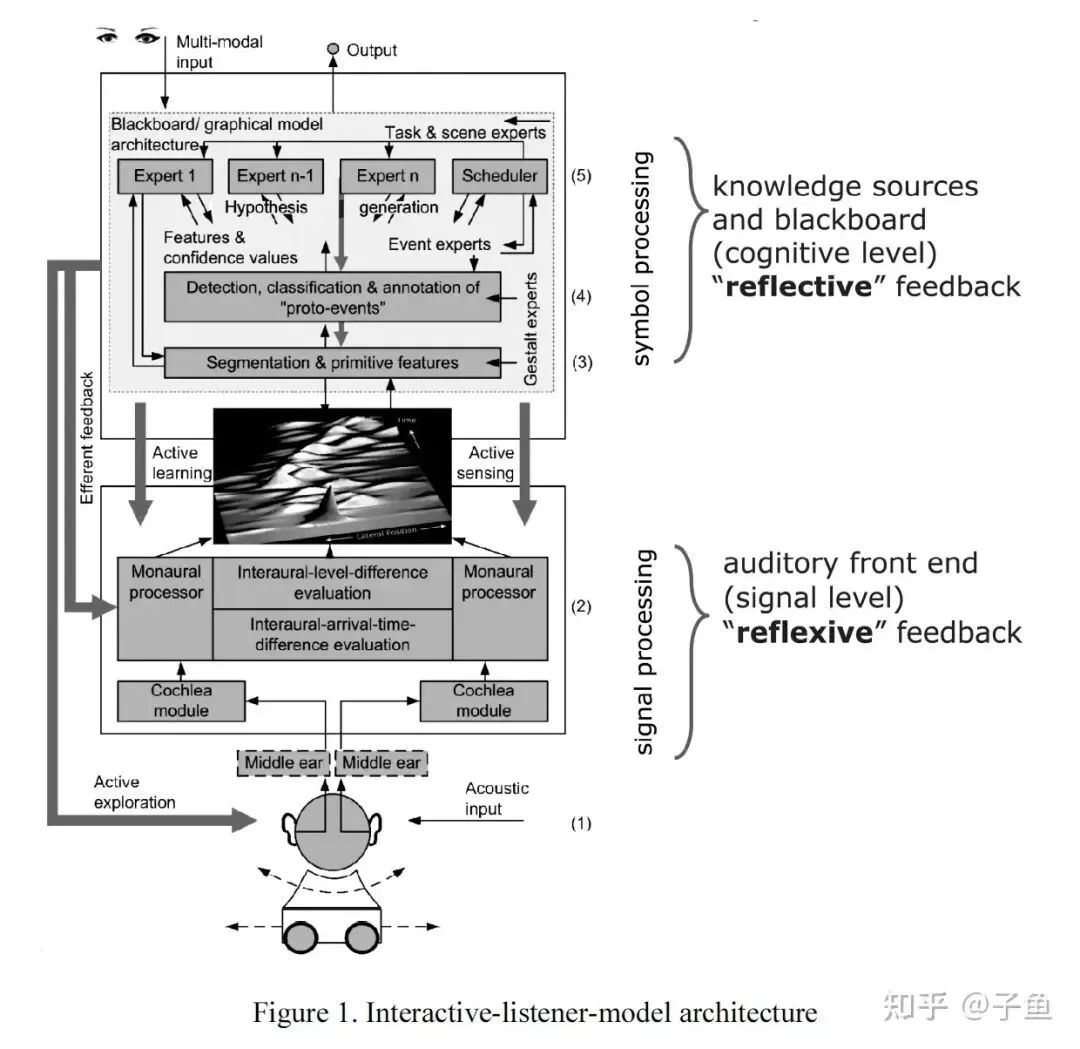 Multi-modal
input
Output
Blackboard/ graphical model
architecture
Task & scene experts
Expert 1
Expert n-1
Expert n
Scheduler
(5)
Hypothesis
generation
Features &
confidence values
Event experts
Detection, classification & annotation of
"proto-events"
(4)
Gestalt experts
Segmentation & primitive features
(3)
symbol processing
knowledge sources
and blackboard
(cognitive level)
“reflective” feedback
Efferent feedback
Active
learning
Time
Lateral Position
Active
sensing
Monaural
processor
Interaural-level-difference
evaluation
Interaural-arrival-time-
difference evaluation
Monaural
processor
(2)
Cochlea
module
Cochlea
module
signal processing
auditory front end
(signal level)
“reflexive” feedback
Middle ear
Middle ear
Active
exploration
Acoustic
input
(1)
Figure 1. Interactive-listener-model architecture
知乎 @子鱼